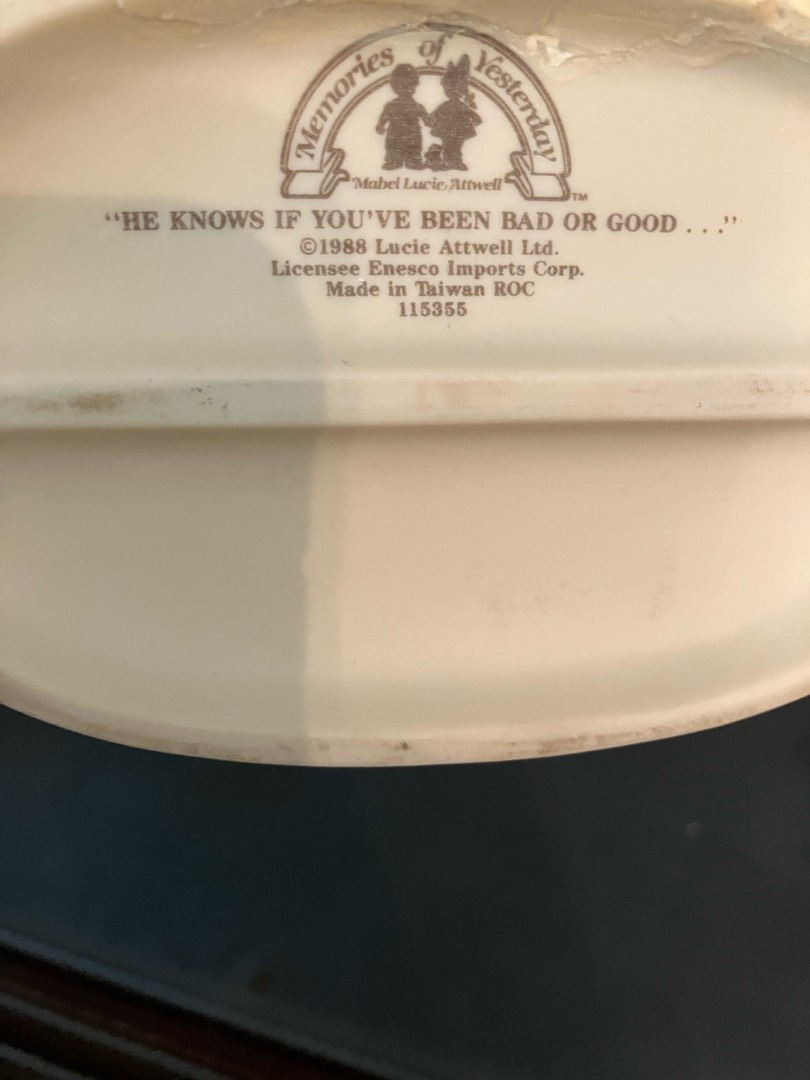 Memories of Yesterday
Mabel Lucie Attwell
TM
“HE KNOWS IF YOU’VE BEEN BAD OR GOOD . . .”
©1988 Lucie Attwell Ltd.
Licensee Enesco Imports Corp.
Made in Taiwan ROC
115355